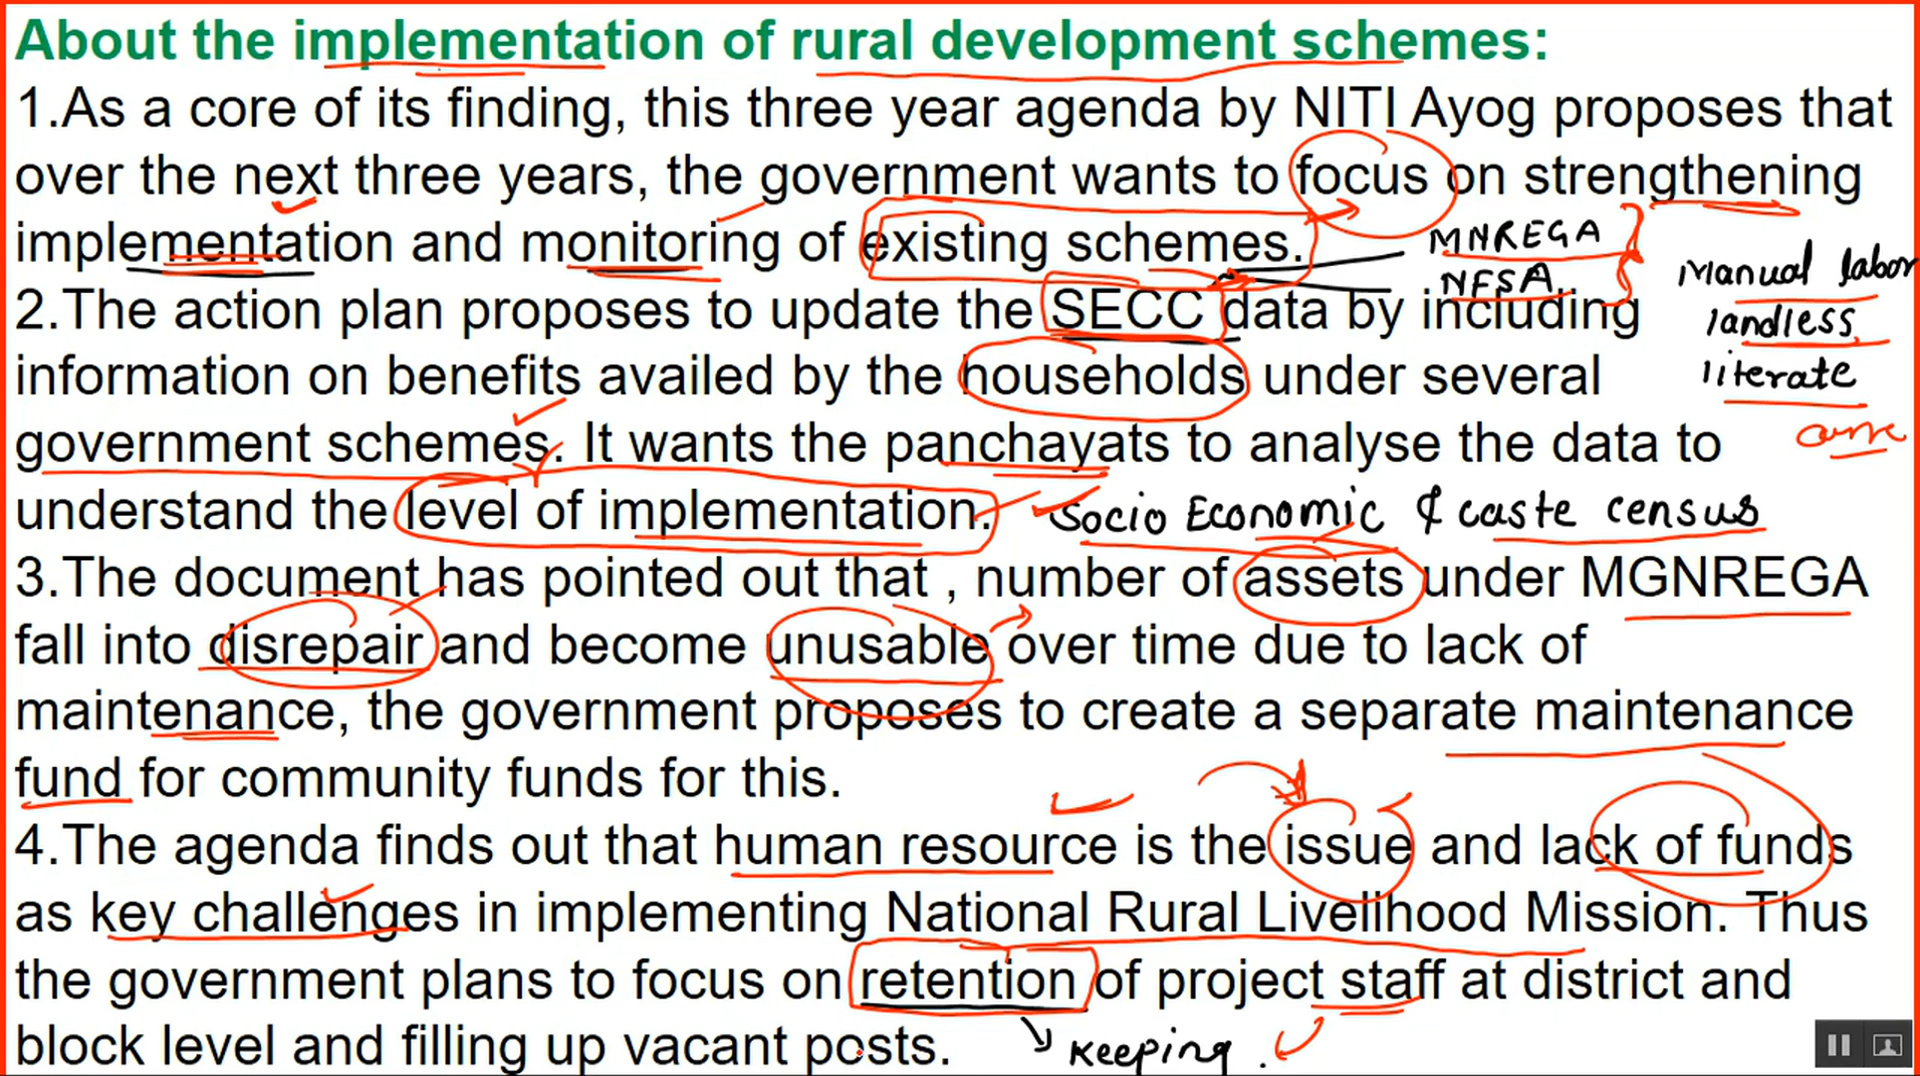 About the implementation of rural development schemes:
1.As a core of its finding, this three year agenda by NITI Ayog proposes that
over the next three years, the government wants to focus on strengthening
implementation and monitoring of existing schemes.
MNREGA
NFSA
Manual labor
landless
literate
2.The action plan proposes to update the SECC data by including
information on benefits availed by the households under several
government schemes. It wants the panchayats to analyse the data to
understand the level of implementation.
Socio Economic & caste census
3.The document has pointed out that , number of assets under MGNREGA
fall into disrepair and become unusable over time due to lack of
maintenance, the government proposes to create a separate maintenance
fund for community funds for this.
4.The agenda finds out that human resource is the issue and lack of funds
as key challenges in implementing National Rural Livelihood Mission. Thus
the government plans to focus on retention of project staff at district and
block level and filling up vacant posts.
Keeping.